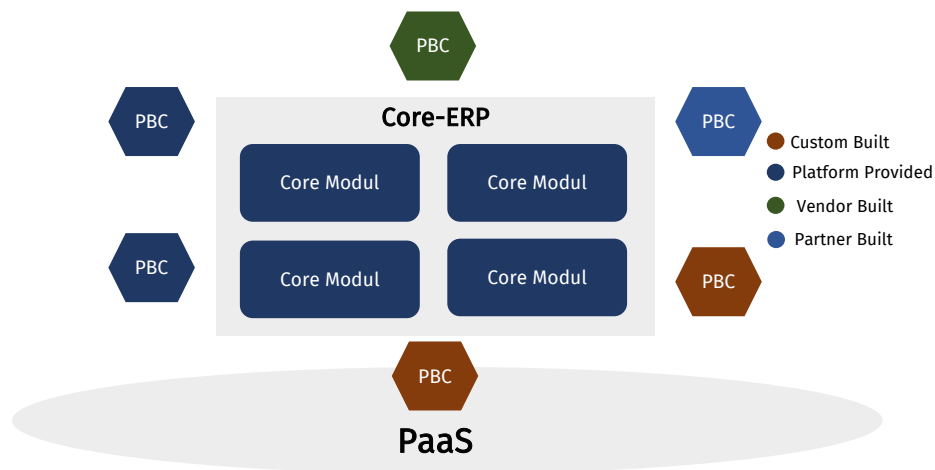 PBC
PBC
PBC
Core-ERP
Custom Built
Core Modul
Core Modul
Platform Provided
Vendor Built
Partner Built
PBC
Core Modul
Core Modul
PBC
PBC
PaaS